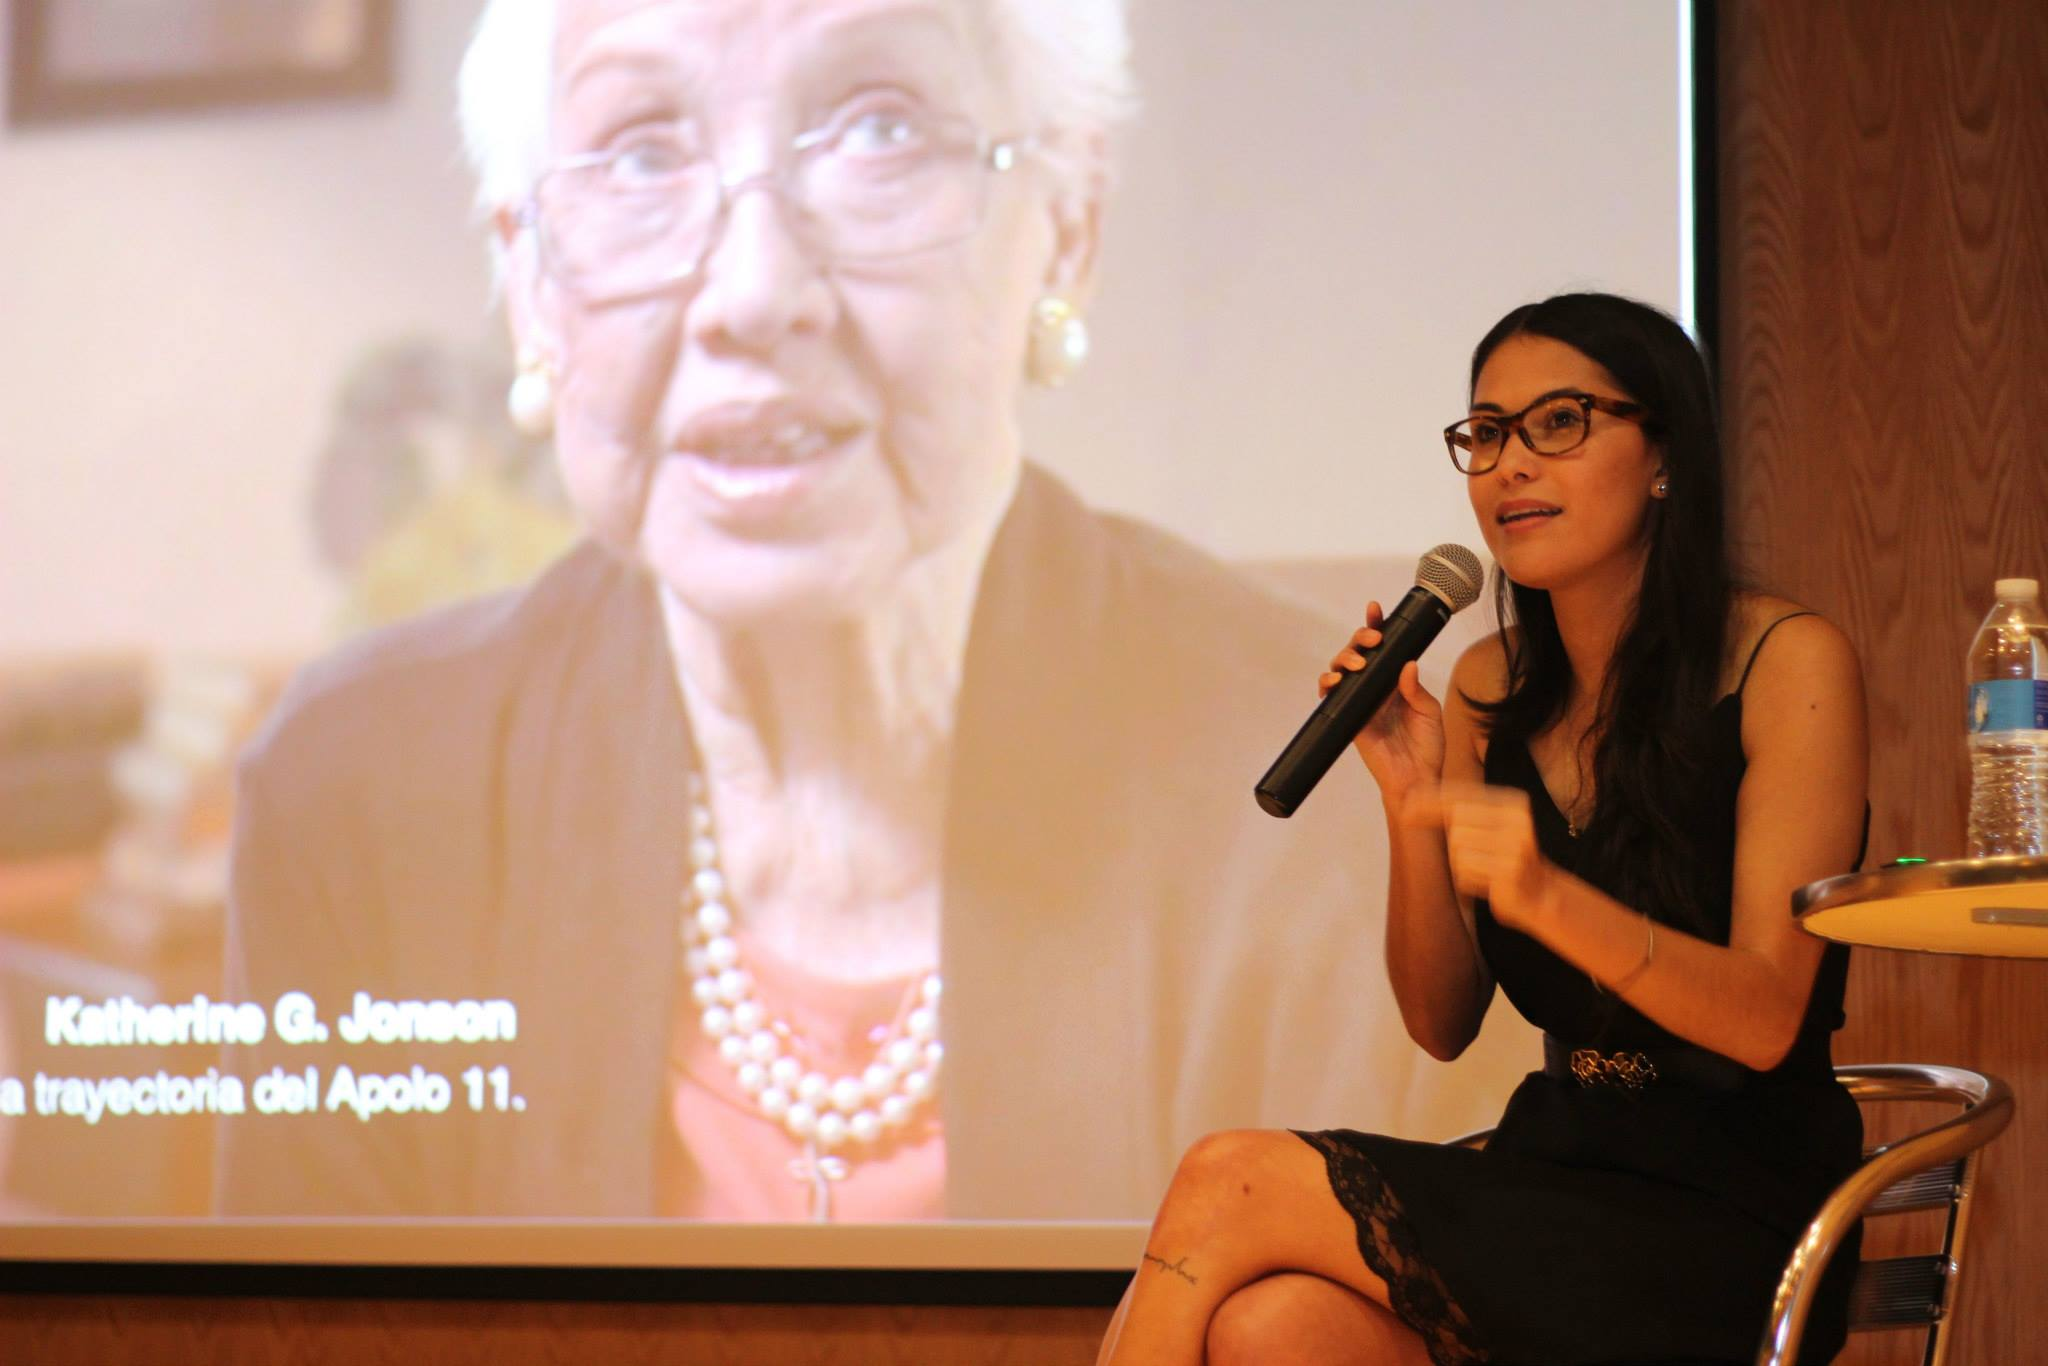 Katherine G. Jonson
a trayectoria del Apolo 11.